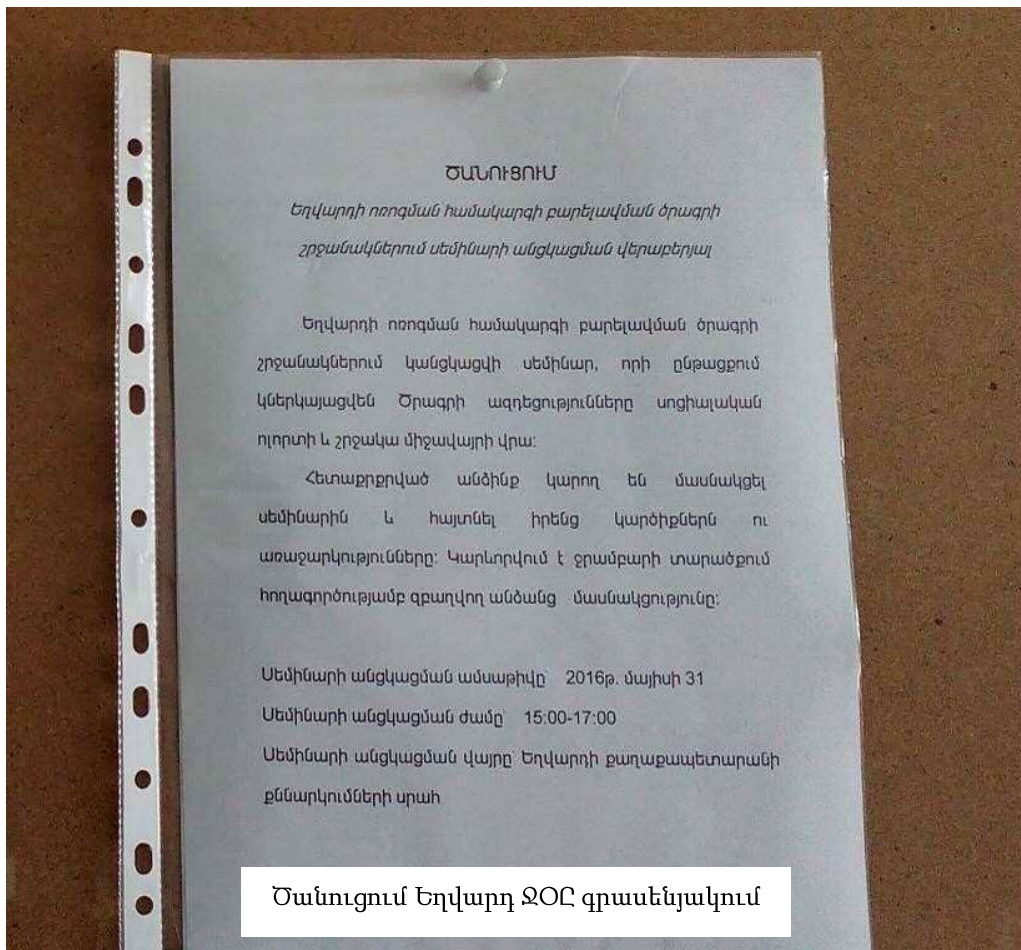 ԾԱՆՈՒՑՈՒՄ
Եղվարդի ոռոգման համակարգի բարելավման ծրագրի
շրջանակներում սեմինարի անցկացման վերաբերյալ
Եղվարդի ոռոգման համակարգի բարելավման ծրագրի
շրջանակներում կանցկացվի սեմինար, որի ընթացքում
կներկայացվեն Ծրագրի ազդեցությունները սոցիալական
ոլորտի և շրջակա միջավայրի վրա:
Հետաքրքրված անձինք կարող են մասնակցել
սեմինարին և հայտնել իրենց կարծիքներն ու
առաջարկությունները: Կարևորվում է ջրամբարի տարածքում
հողագործությամբ զբաղվող անձանց մասնակցությունը:
Սեմինարի անցկացման ամսաթիվը՝ 2016թ. մայիսի 31
Սեմինարի անցկացման ժամը՝ 15:00-17:00
Սեմինարի անցկացման վայրը՝ Եղվարդի քաղաքապետարանի
քննարկումների սրահ
Ծանուցում Եղվարդ ՋՕԸ գրասենյակում